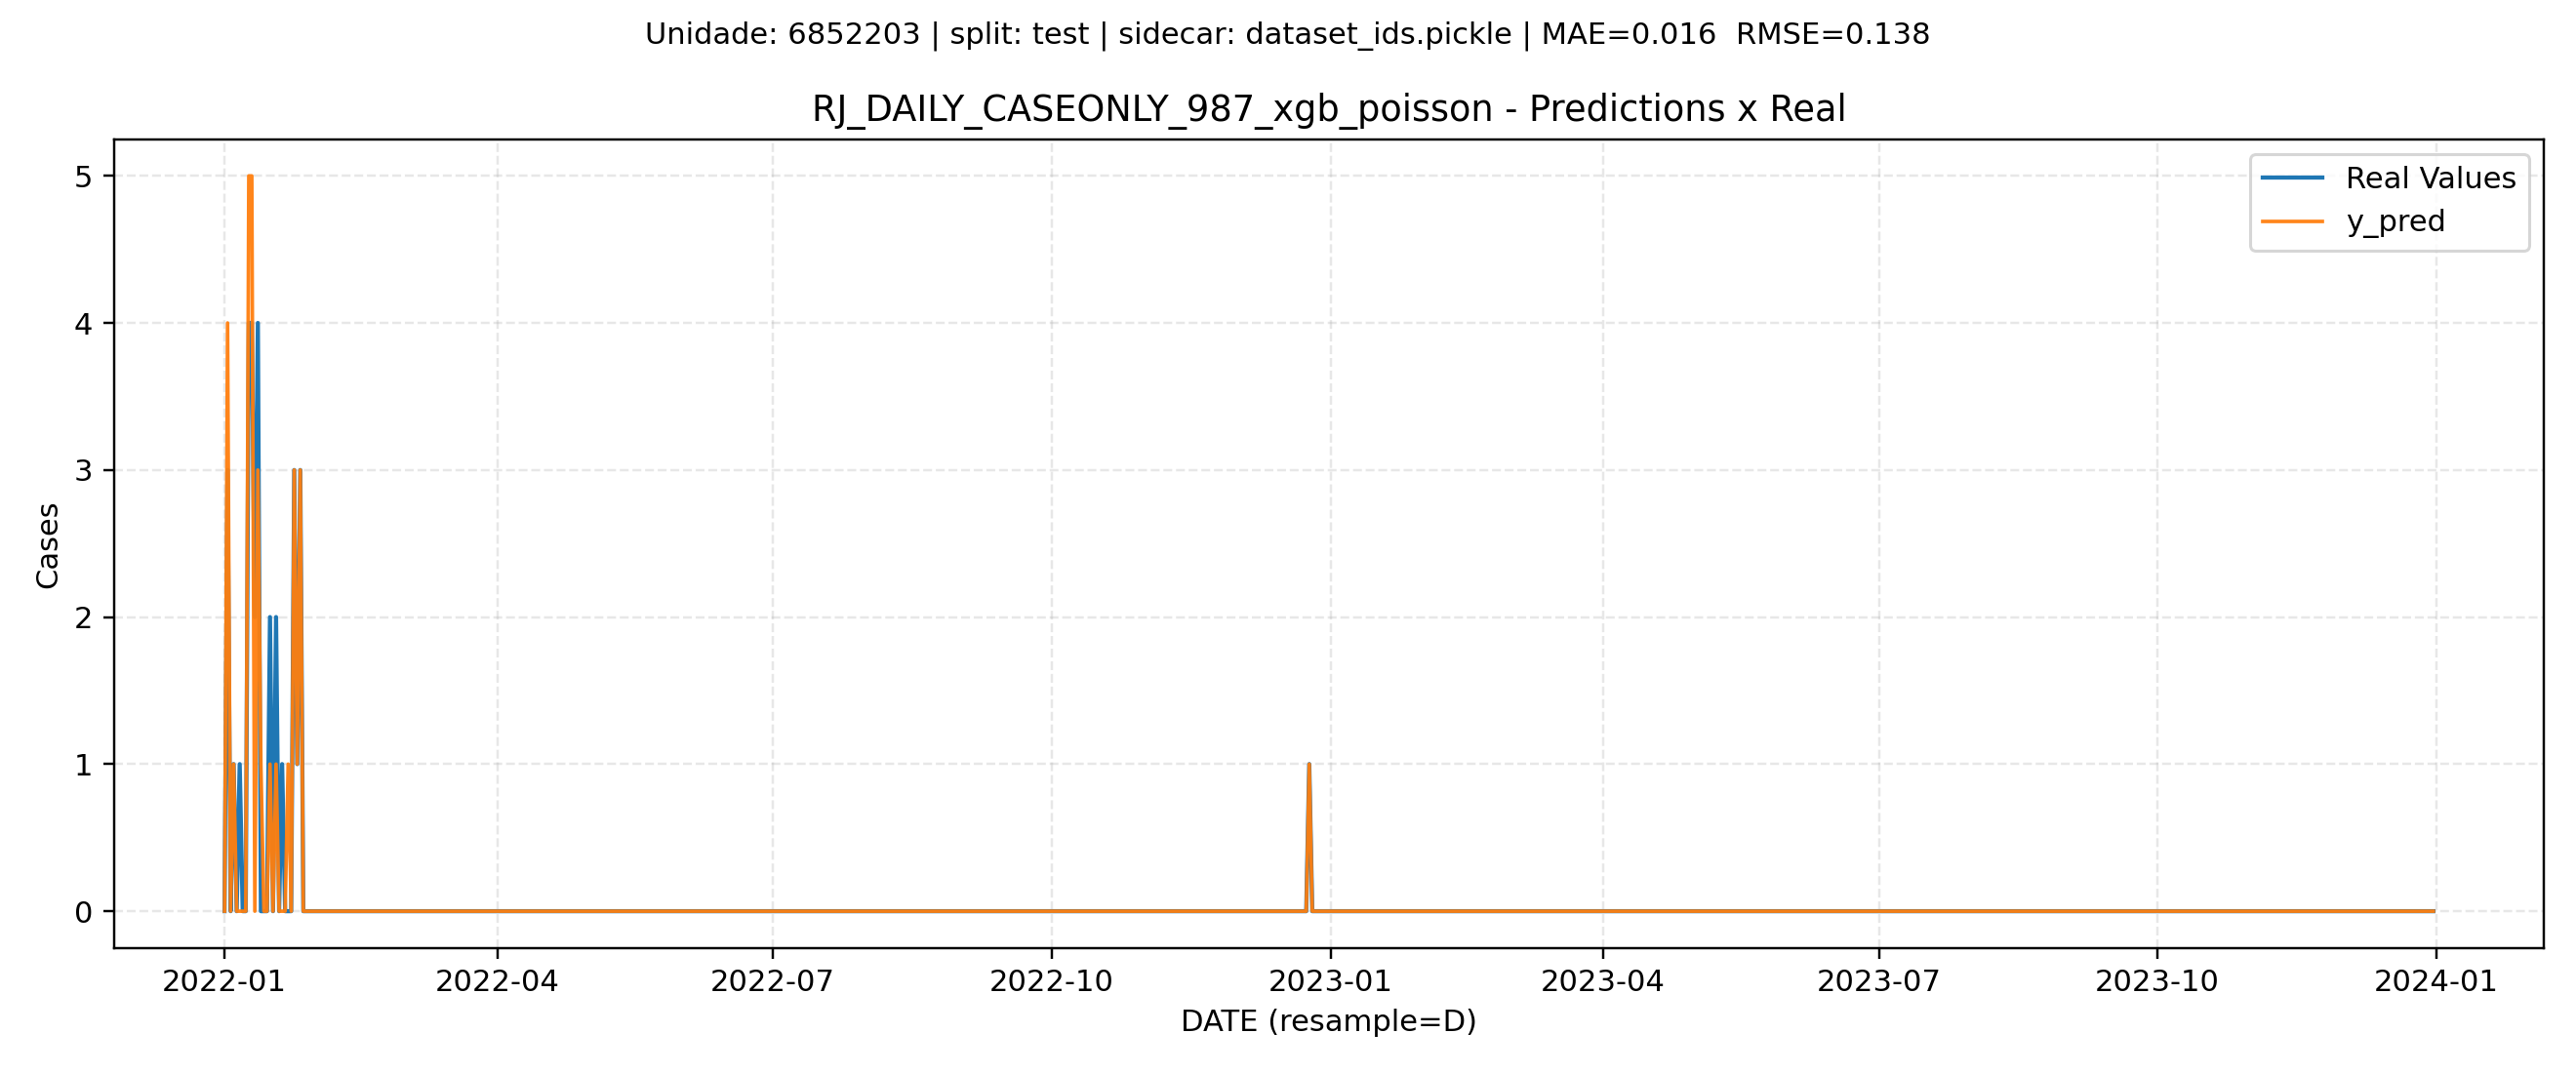 Unidade: 6852203 | split: test | sidecar: dataset_ids.pickle | MAE=0.016  RMSE=0.138
RJ_DAILY_CASEONLY_987_xgb_poisson - Predictions x Real
Real Values
y_pred
5
4
3
2
1
0
Cases
2022-01 2022-04 2022-07 2022-10 2023-01 2023-04 2023-07 2023-10 2024-01
DATE (resample=D)